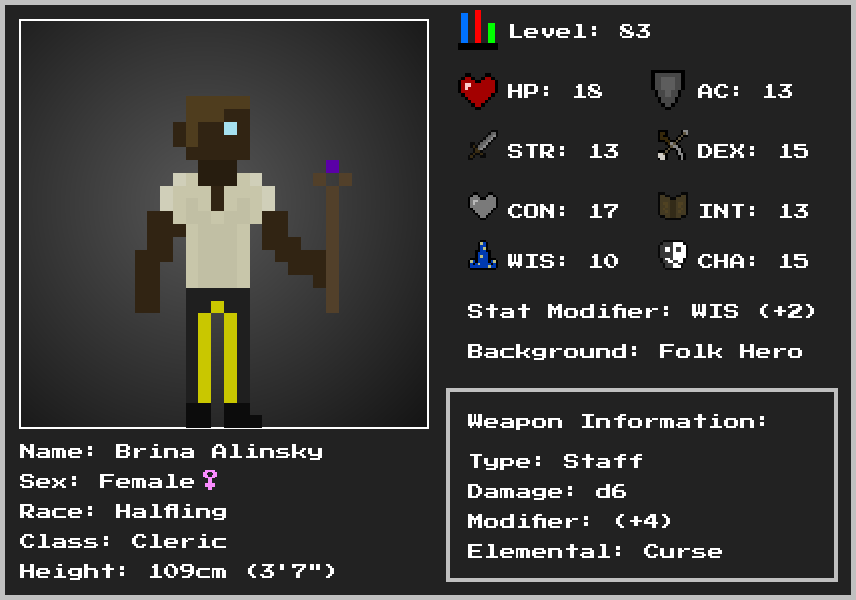 Level: 83
HP: 18 AC: 13
STR: 13 DEX: 15
CON: 17 INT: 13
WIS: 10 CHA: 15
Stat Modifier: WIS (+2)
Background: Folk Hero
Weapon Information:
Type: Staff
Damage: d6
Modifier: (+4)
Elemental: Curse
Name: Brina Alinsky
Sex: Female♀
Race: Halfling
Class: Cleric
Height: 109cm (3'7")